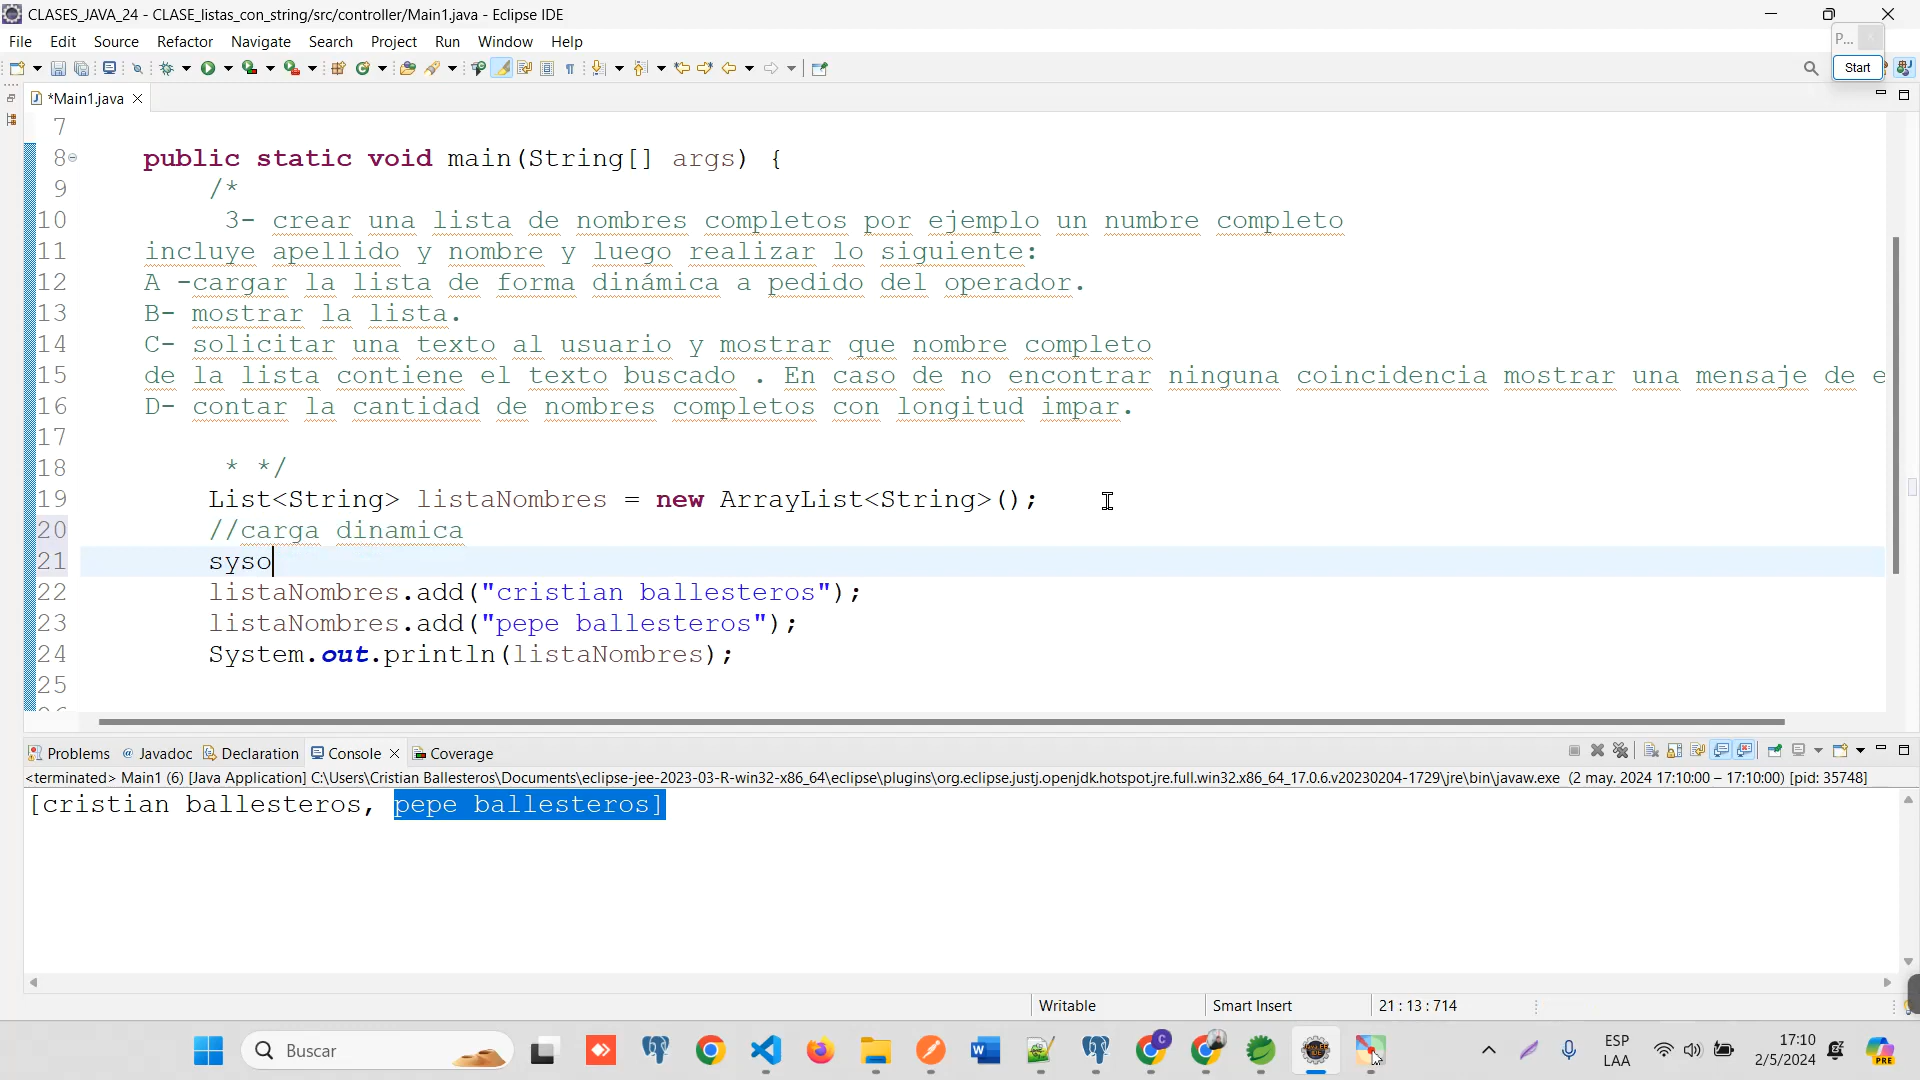 CLASES_JAVA_24 - CLASE_listas_con_string/src/controller/Main1.java - Eclipse IDE
File Edit Source Refactor Navigate Search Project Run Window Help
P...
Start
*Main1.java
7
8 public static void main(String[] args) {
9 /*
10 3- crear una lista de nombres completos por ejemplo un numbre completo
11 incluye apellido y nombre y luego realizar lo siguiente:
12 A -cargar la lista de forma dinámica a pedido del operador.
13 B- mostrar la lista.
14 C- solicitar una texto al usuario y mostrar que nombre completo
15 de la lista contiene el texto buscado . En caso de no encontrar ninguna coincidencia mostrar una mensaje de e
16 D- contar la cantidad de nombres completos con longitud impar.
17
18 * */
19 List<String> listaNombres = new ArrayList<String>();
20 //carga dinamica
21 syso
22 listaNombres.add("cristian ballesteros");
23 listaNombres.add("pepe ballesteros");
24 System.out.println(listaNombres);
25
Problems @ Javadoc Declaration Console Coverage
<terminated> Main1 (6) [Java Application] C:\Users\Cristian Ballesteros\Documents\eclipse-jee-2023-03-R-win32-x86_64\eclipse\plugins\org.eclipse.justj.openjdk.hotspot.jre.full.win32.x86_64_17.0.6.v20230204-1729\jre\bin\javaw.exe (2 may. 2024 17:10:00 – 17:10:00) [pid: 35748]
[cristian ballesteros, pepe ballesteros]
Writable Smart Insert 21 : 13 : 714
Buscar
ESP
LAA
17:10
2/5/2024
PRE